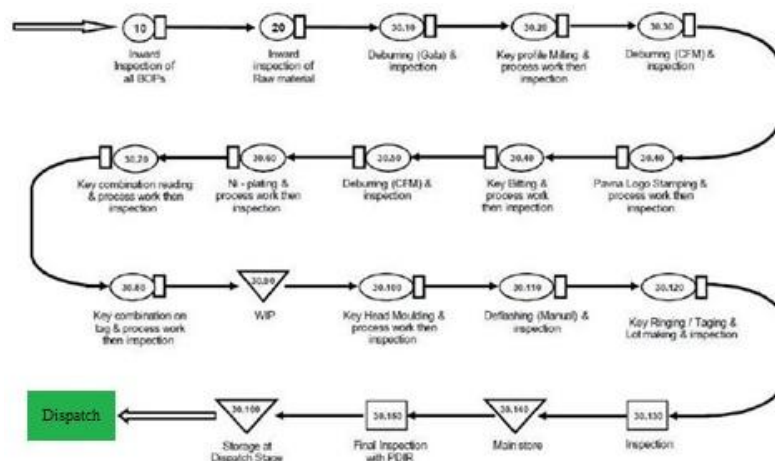 10
20
30.10
30.20
30.30
Inward
Inspection of
all BOPs
Inward
inspection of
Raw material
Deburring (Gala) &
inspection
Key profile Milling &
process work then
inspection
Deburring (CFM) &
inspection
30.70
30.60
30.50
30.40
30.40
Key combination reading
& process work then
inspection
Ni - plating &
process work then
inspection
Deburring (CFM) &
inspection
Key Bitting &
process work
then inspection
Pavna Logo Stamping &
process work then
inspection
30.80
30.90
30.100
30.110
30.120
Key combination on
tag & process work
then inspection
WIP
Key Head Moulding &
process work then
inspection
Deflashing (Manual) &
inspection
Key Ringing / Taging &
Lot making & inspection
Dispatch
30.150
30.140
30.130
Storage at
Dispatch Stage
Final Inspection
with PDIR
Main store
Inspection